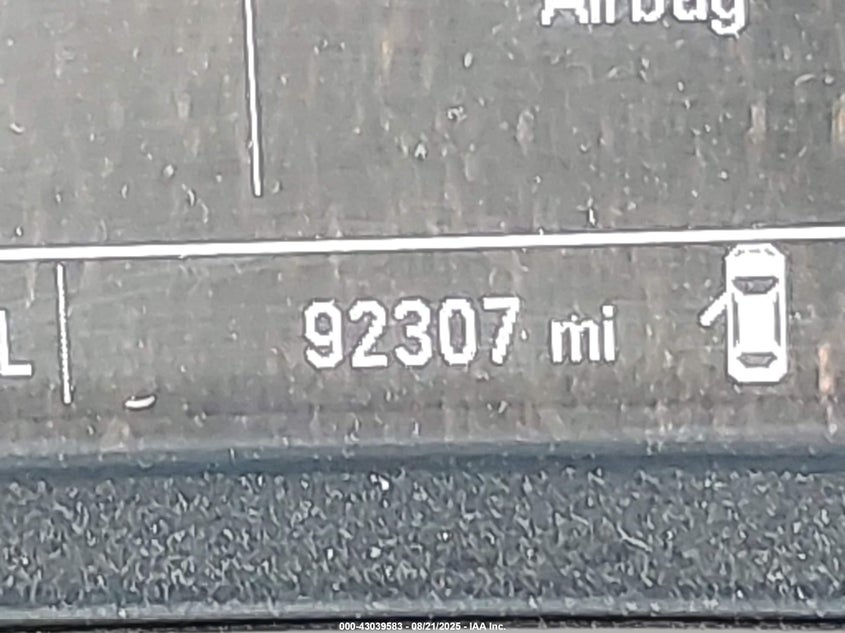 Airbag
L
92307 mi
000-43039583 - 08/21/2025 - IAA Inc.